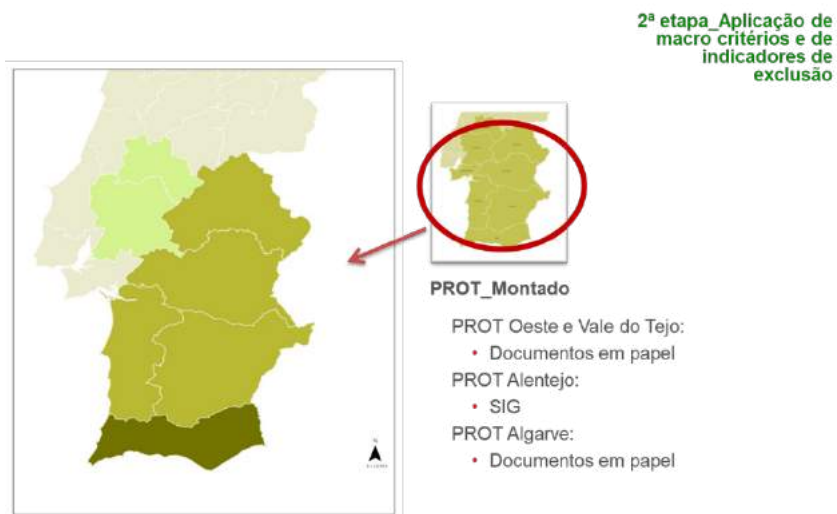 2ª etapa_Aplicação de
macro critérios e de
indicadores de
exclusão
PROT_Montado
PROT Oeste e Vale do Tejo:
• Documentos em papel
PROT Alentejo:
• SIG
PROT Algarve:
• Documentos em papel
N